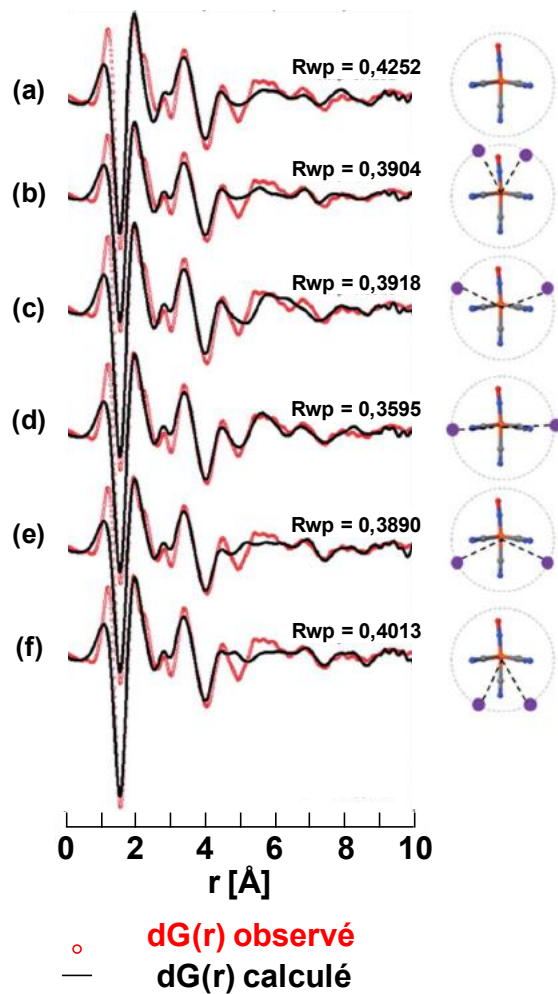 (a) Rwp = 0,4252
(b) Rwp = 0,3904
(c) Rwp = 0,3918
(d) Rwp = 0,3595
(e) Rwp = 0,3890
(f) Rwp = 0,4013
0 2 4 6 8 10
r [Å]
dG(r) observé
dG(r) calculé